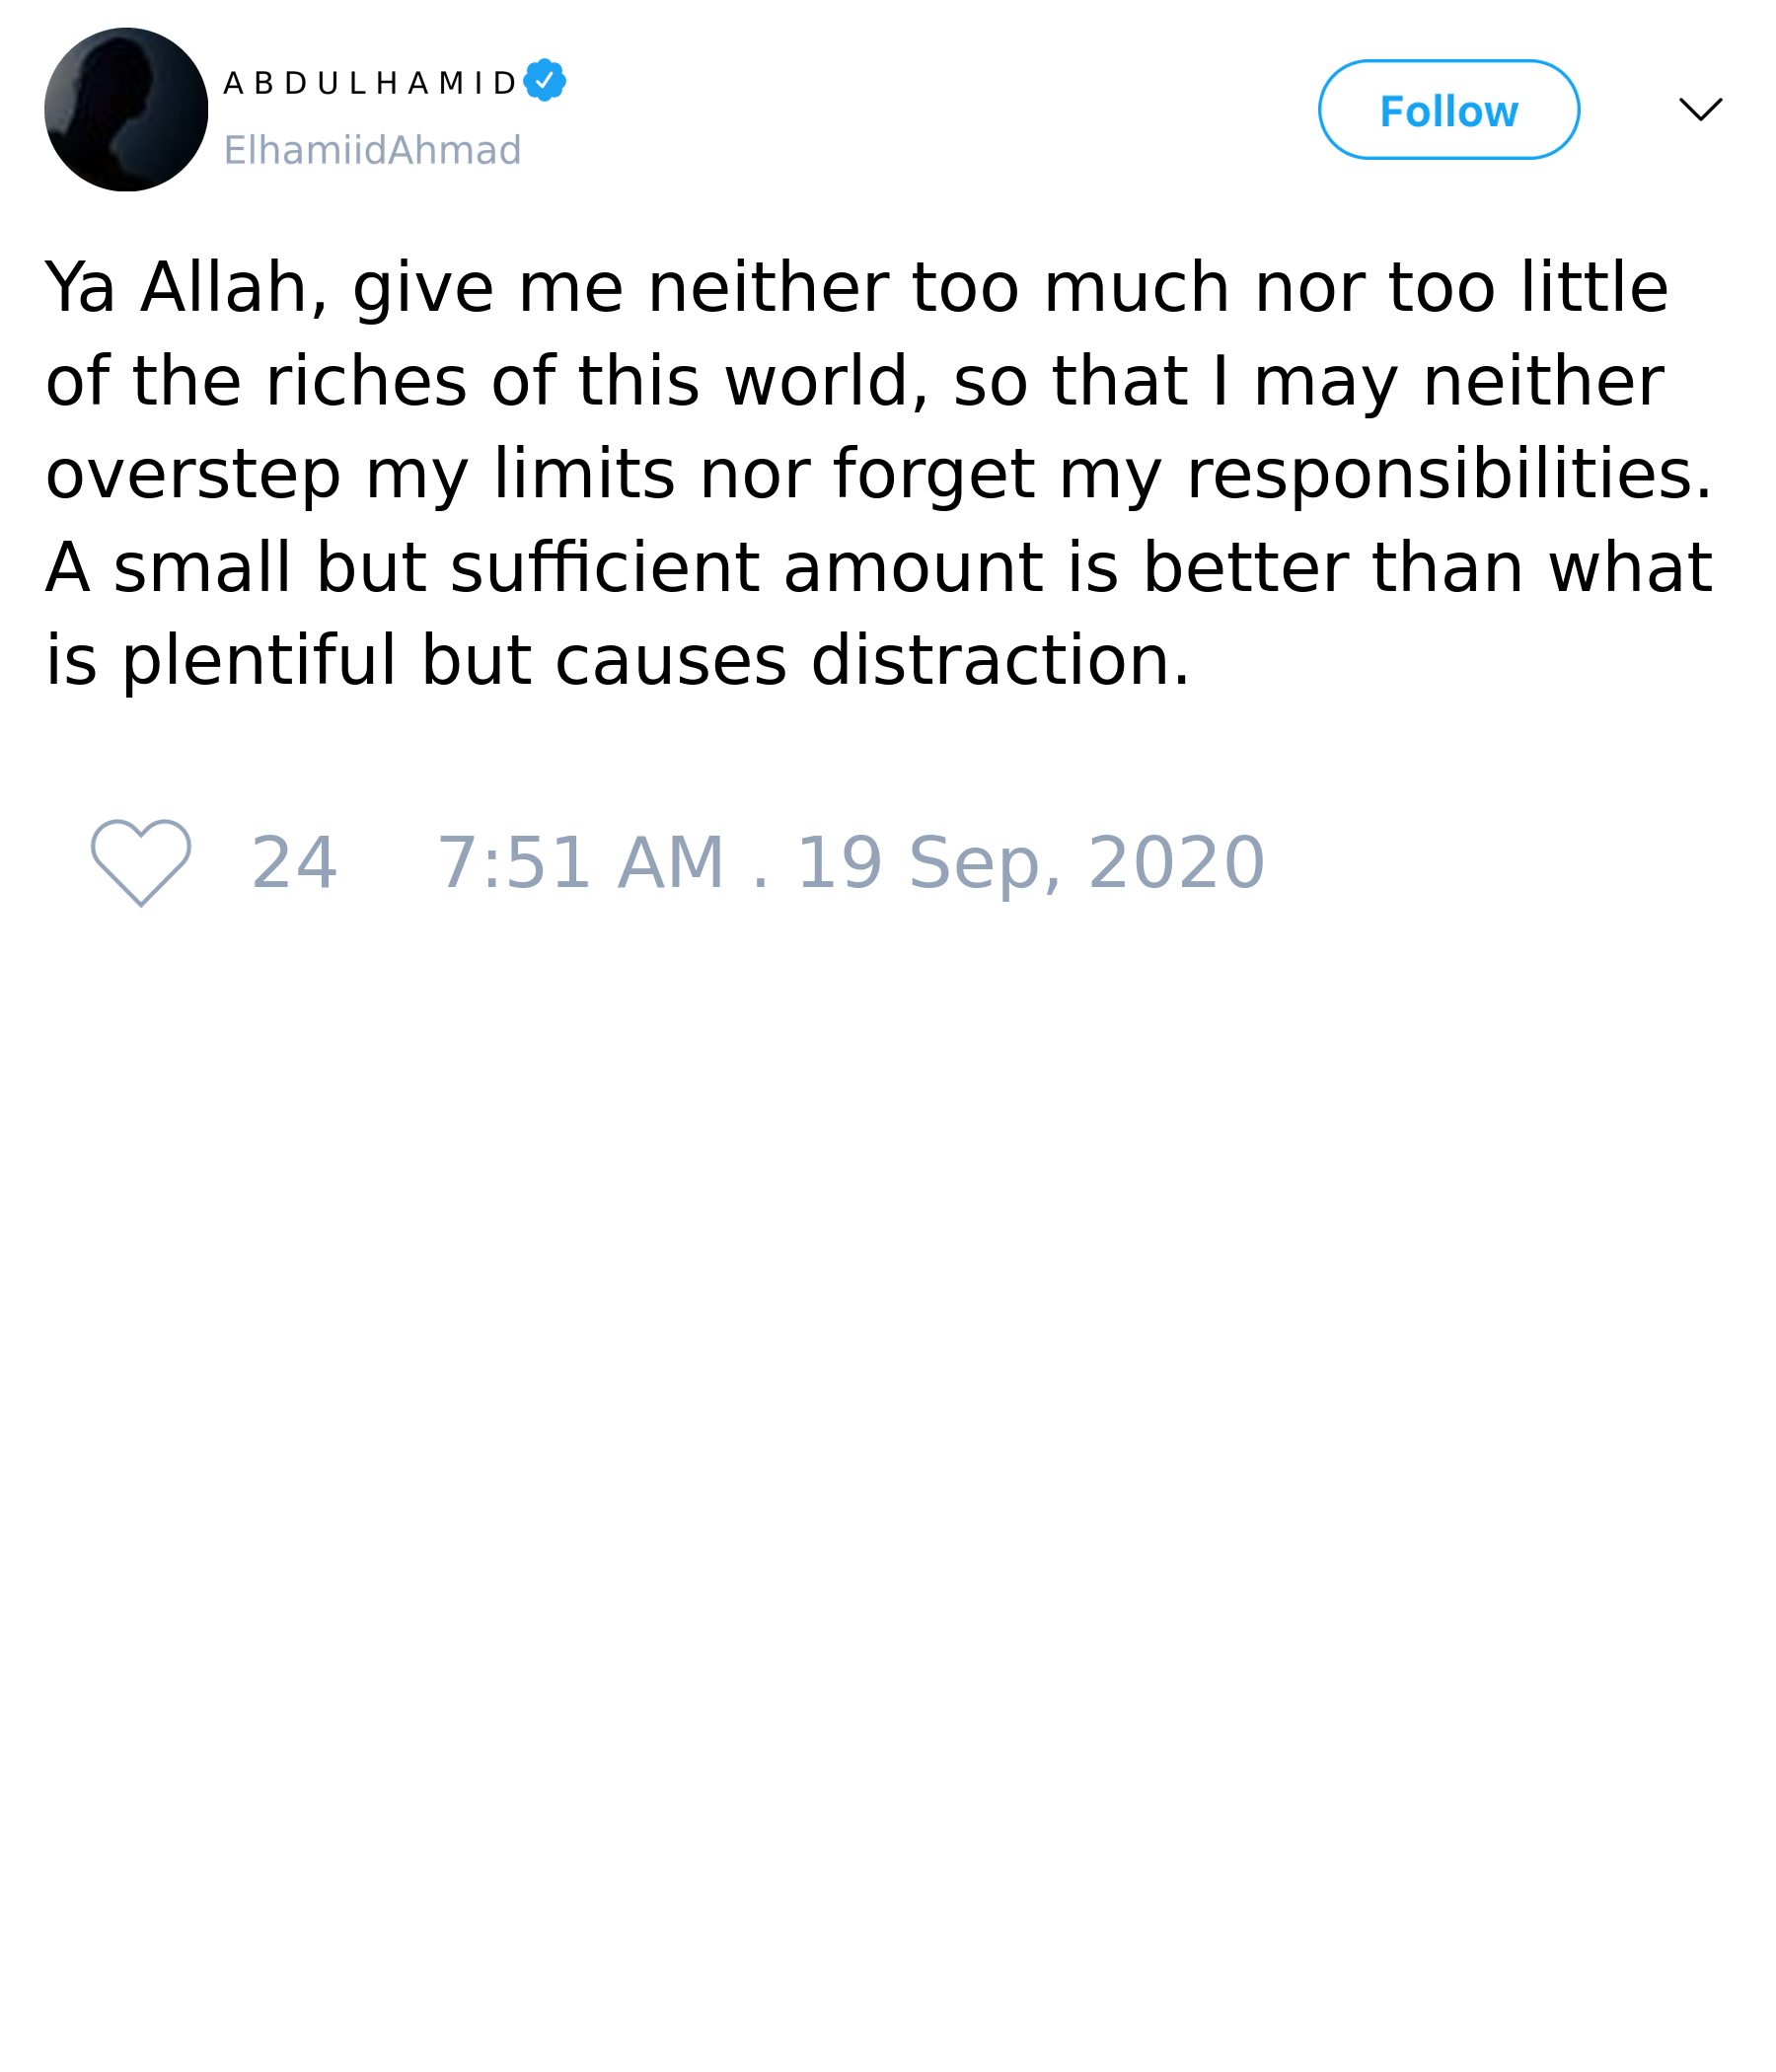 ABDULHAMID
ElhamiidAhmad
Follow
Ya Allah, give me neither too much nor too little
of the riches of this world, so that I may neither
overstep my limits nor forget my responsibilities.
A small but sufficient amount is better than what
is plentiful but causes distraction.
24 7:51 AM . 19 Sep, 2020